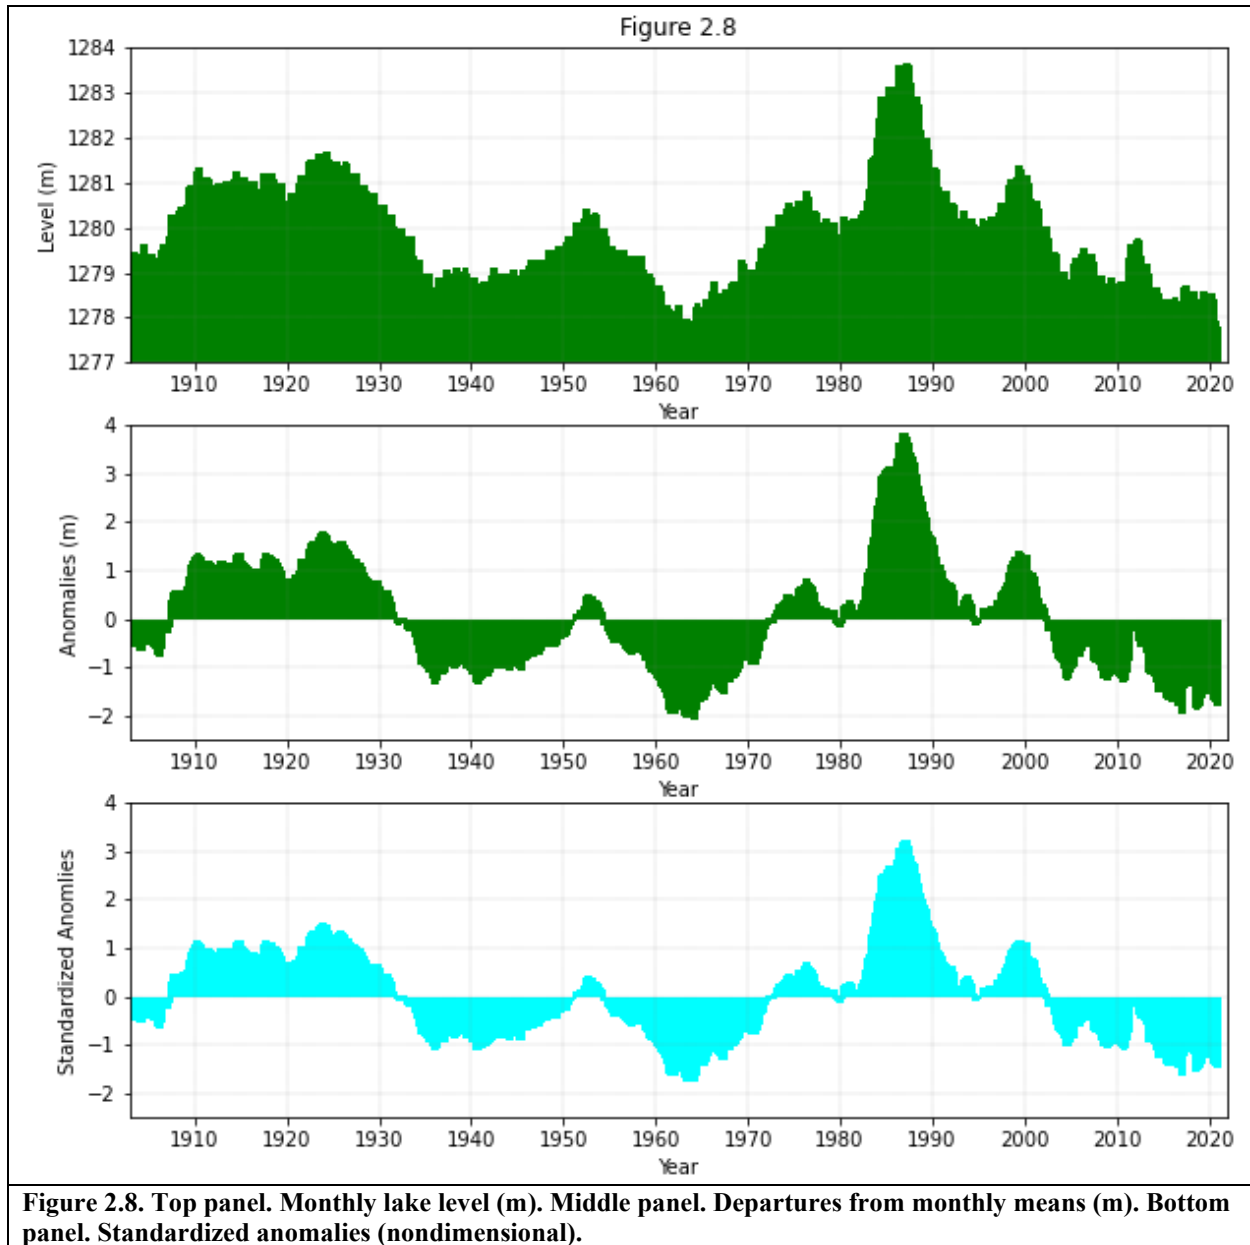 Figure 2.8
1284
1283
1282
1281
1280
1279
1278
1277
Level (m)
1910 1920 1930 1940 1950 1960 1970 1980 1990 2000 2010 2020
Year
4
3
2
1
0
−1
−2
Anomalies (m)
1910 1920 1930 1940 1950 1960 1970 1980 1990 2000 2010 2020
Year
4
3
2
1
0
−1
−2
Standardized Anomlies
1910 1920 1930 1940 1950 1960 1970 1980 1990 2000 2010 2020
Year
Figure 2.8. Top panel. Monthly lake level (m). Middle panel. Departures from monthly means (m). Bottom
panel. Standardized anomalies (nondimensional).